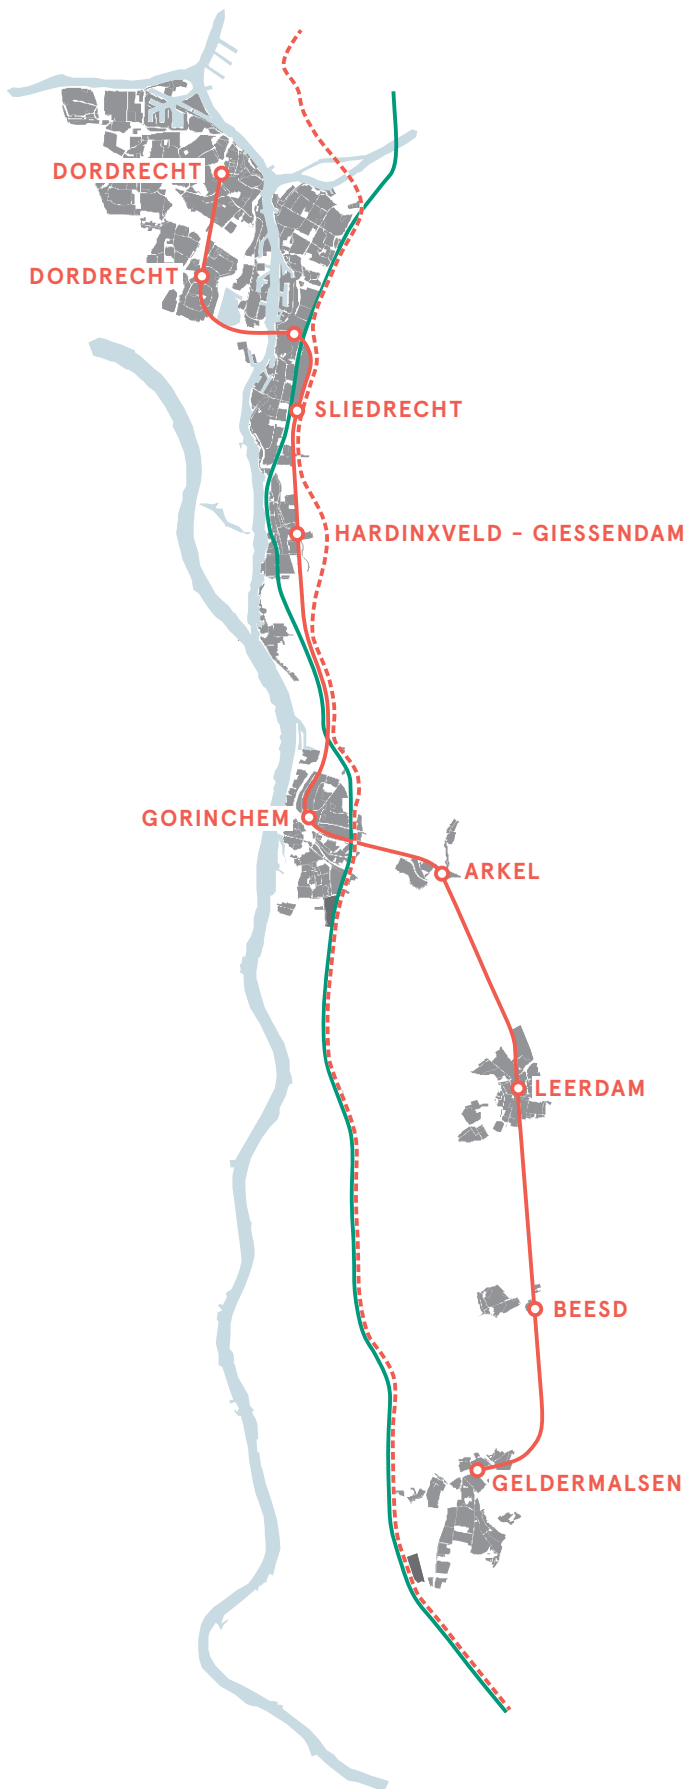 DORDRECHT
DORDRECHT
SLIEDRECHT
HARDINXVELD - GIESSENDAM
GORINCHEM
ARKEL
LEERDAM
BEESD
GELDERMALSEN